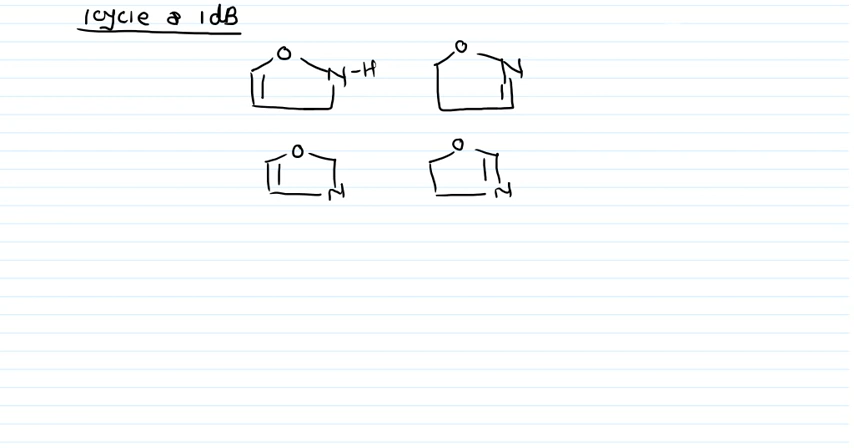 1cycle & 1dB
O O
N-H N
O O
N N